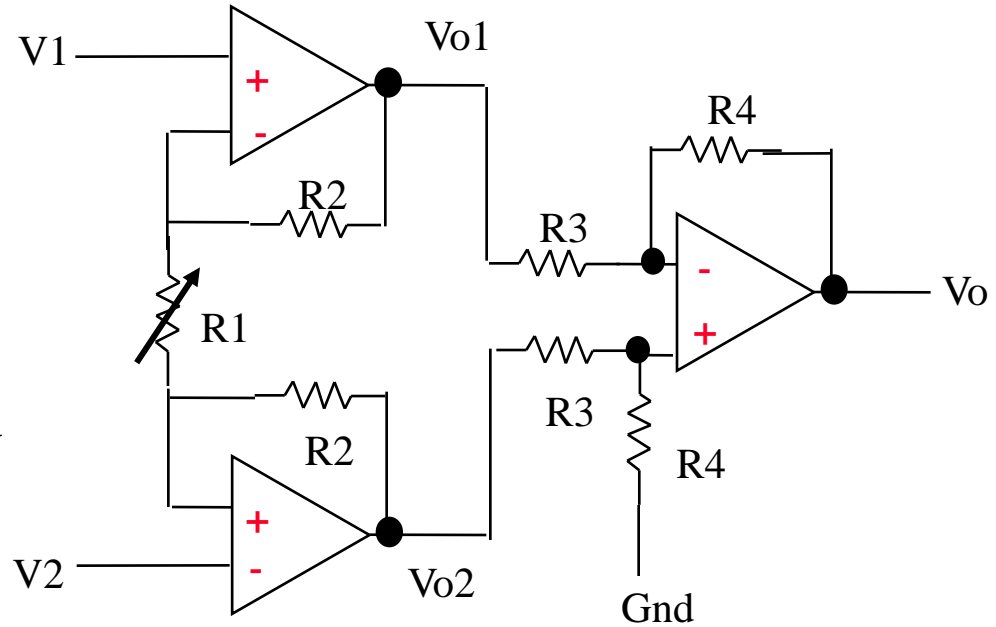 V1
Vo1
+
-
R4
R2
R3
-
Vo
R1
+
R3
R2
R4
+
V2
-
Vo2
Gnd